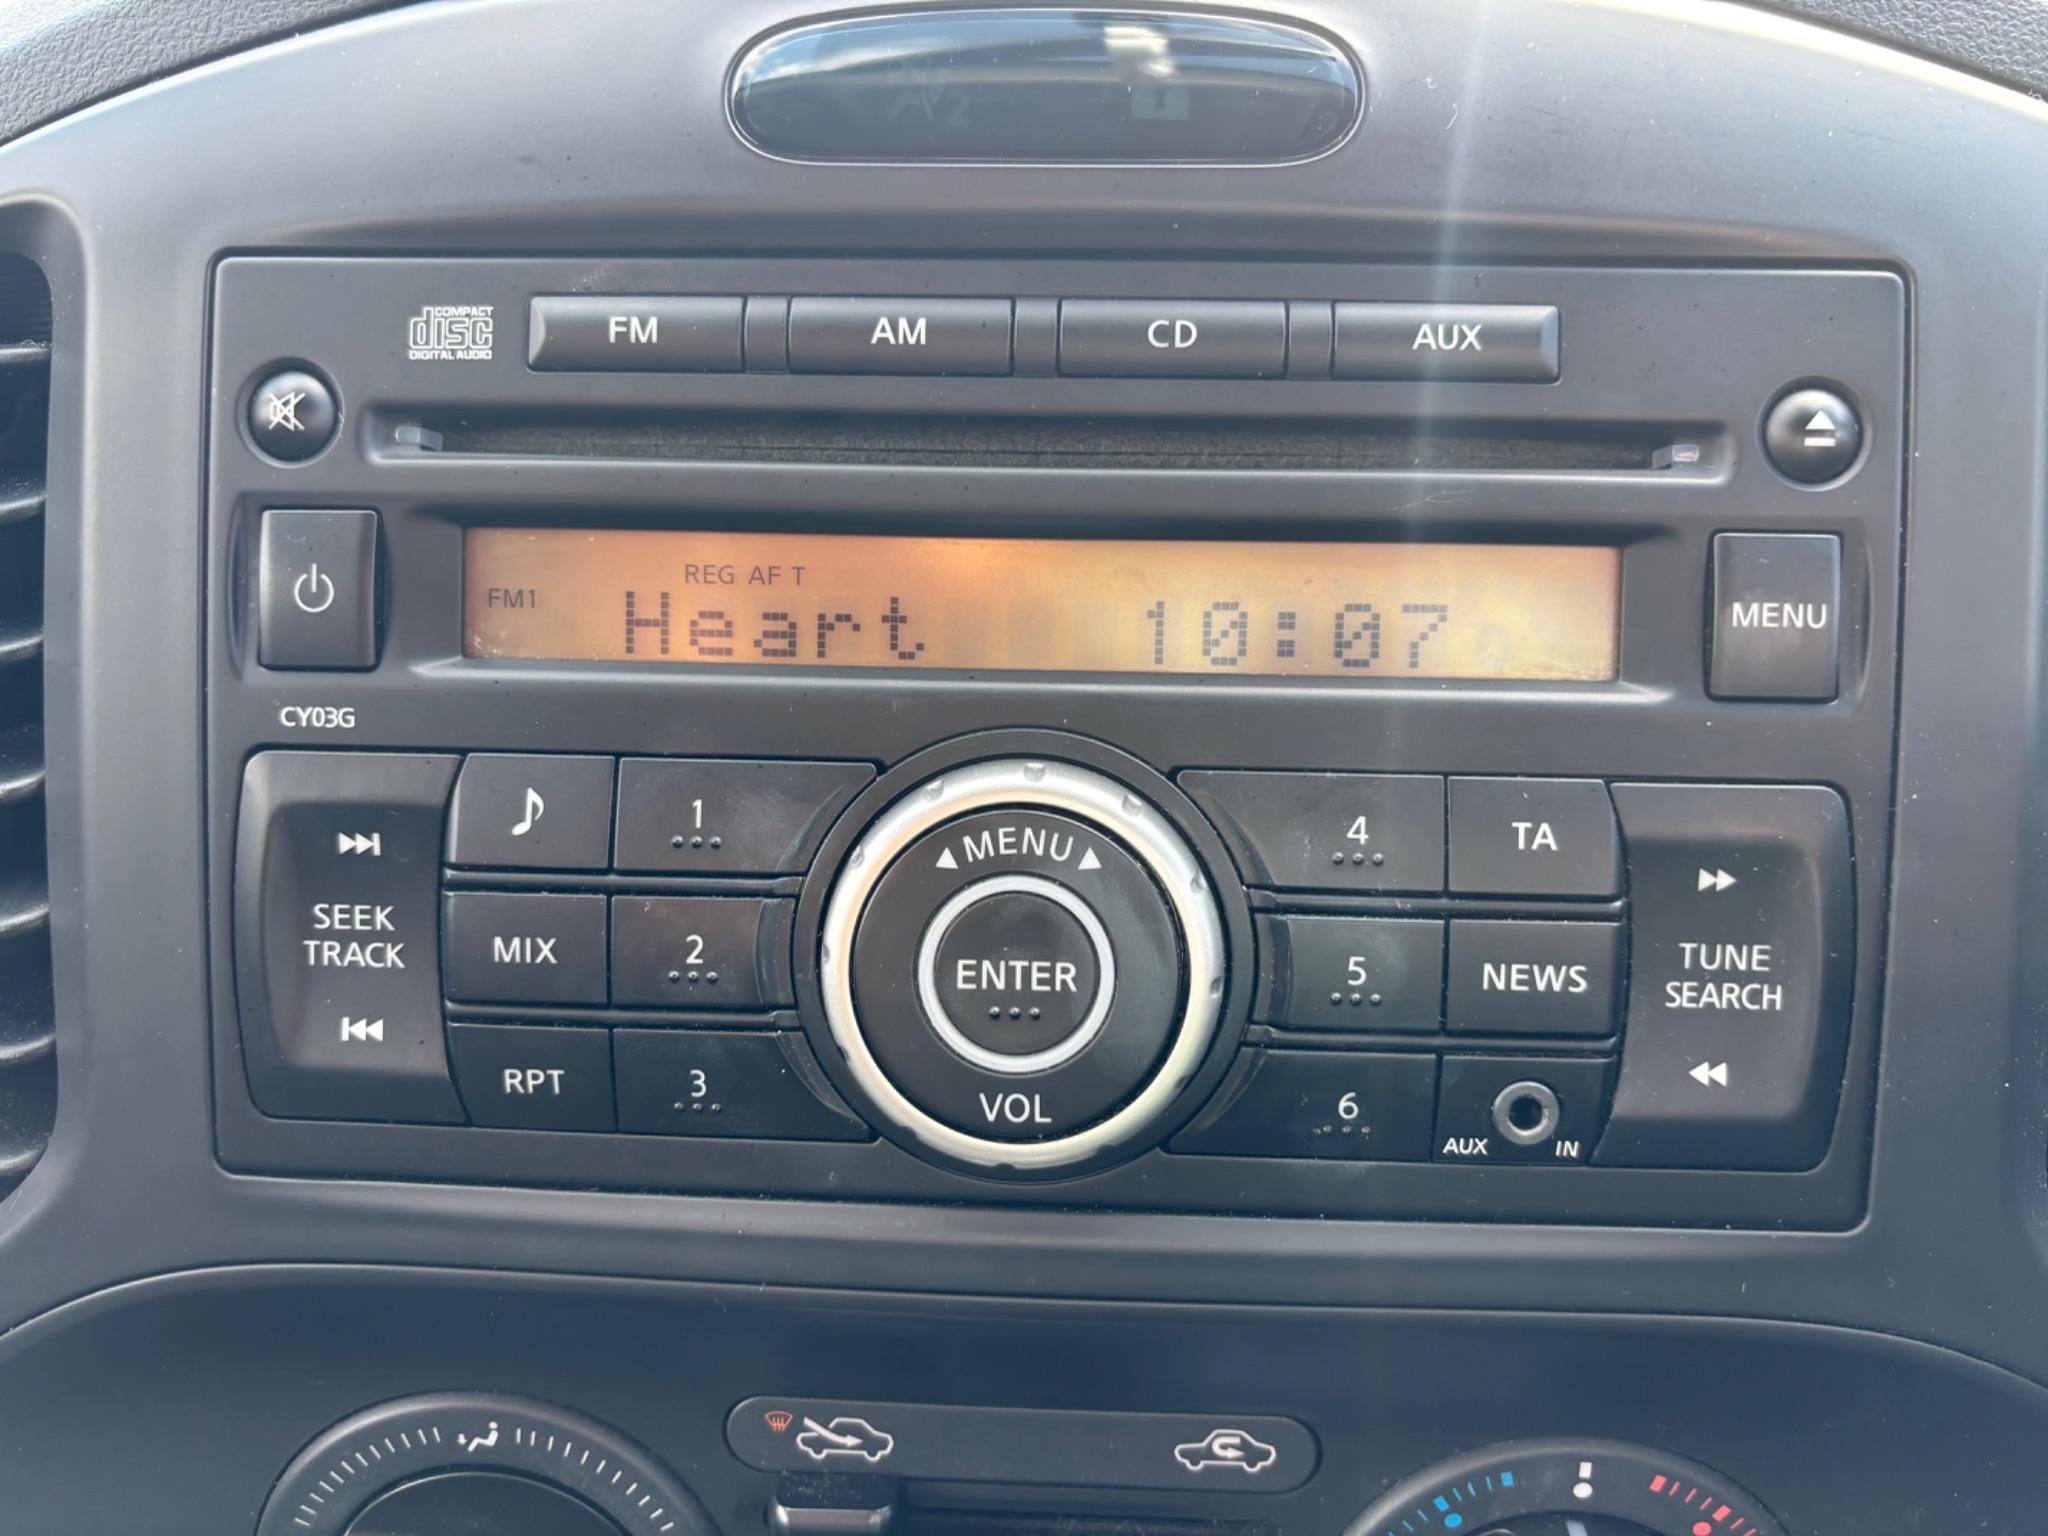 2
COMPACT
disc
DIGITAL AUDIO
FM AM CD AUX
REG AF T
FM1 Heart 10:07
MENU
CY03G
SEEK
TRACK
1
MIX 2
RPT 3
MENU
ENTER
VOL
4 TA
5 NEWS
6 AUX IN
TUNE
SEARCH